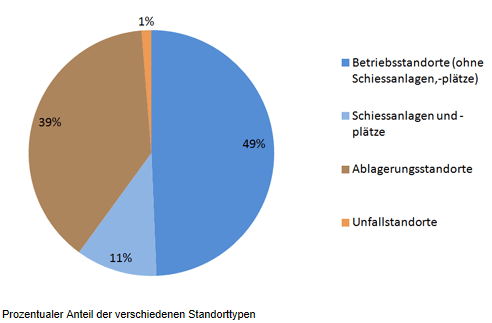 1%
39%
49%
11%
Betriebsstandorte (ohne
Schiessanlagen,-plätze)
Schiessanlagen und -
plätze
Ablagerungsstandorte
Unfallstandorte
Prozentualer Anteil der verschiedenen Standorttypen